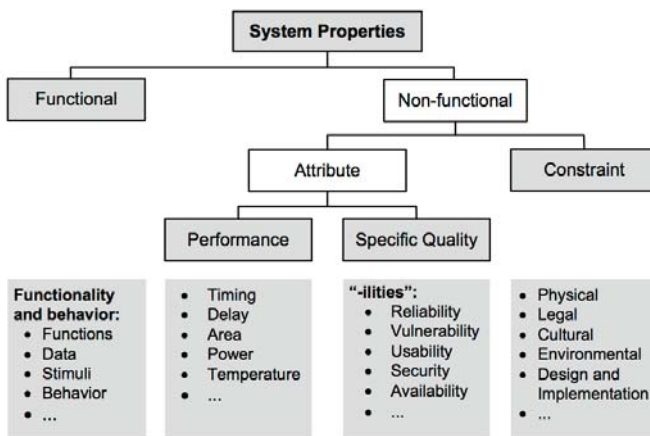 System Properties
Functional
Non-functional
Attribute
Constraint
Performance
Specific Quality
Functionality
and behavior:
• Functions
• Data
• Stimuli
• Behavior
• ...
• Timing
• Delay
• Area
• Power
• Temperature
• ...
“-ilities”:
• Reliability
• Vulnerability
• Usability
• Security
• Availability
• ...
• Physical
• Legal
• Cultural
• Environmental
• Design and
Implementation
• ...